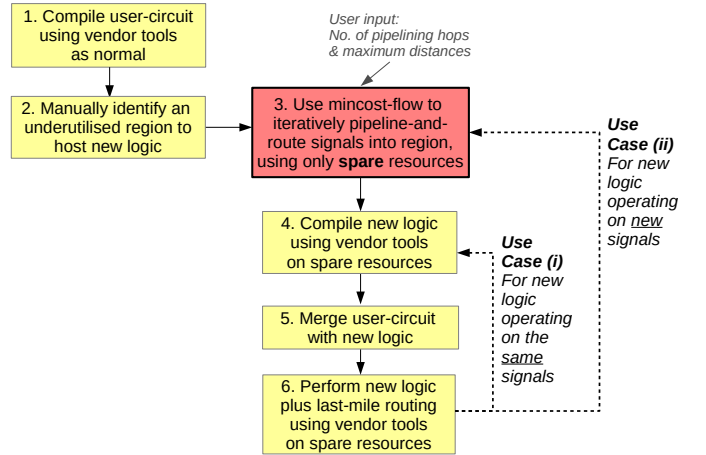 1. Compile user-circuit
using vendor tools
as normal
User input:
No. of pipelining hops
& maximum distances
2. Manually identify an
underutilised region to
host new logic
3. Use mincost-flow to
iteratively pipeline-and-
route signals into region,
using only spare resources
Use
Case (ii)
For new
logic
operating
on new
signals
4. Compile new logic
using vendor tools
on spare resources
Use
Case (i)
For new
logic
operating
on the
same
signals
5. Merge user-circuit
with new logic
6. Perform new logic
plus last-mile routing
using vendor tools
on spare resources